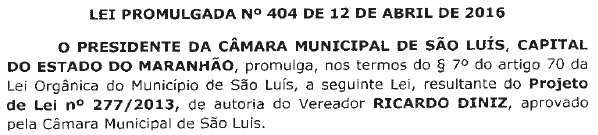 LEI PROMULGADA Nº 404 DE 12 DE ABRIL DE 2016
O PRESIDENTE DA CÂMARA MUNICIPAL DE SÃO LUÍS, CAPITAL
DO ESTADO DO MARANHÃO, promulga, nos termos do § 7º do artigo 70 da
Lei Orgânica do Município de São Luís, a seguinte Lei, resultante do Projeto
de Lei nº 277/2013, de autoria do Vereador RICARDO DINIZ, aprovado
pela Câmara Municipal de São Luís.